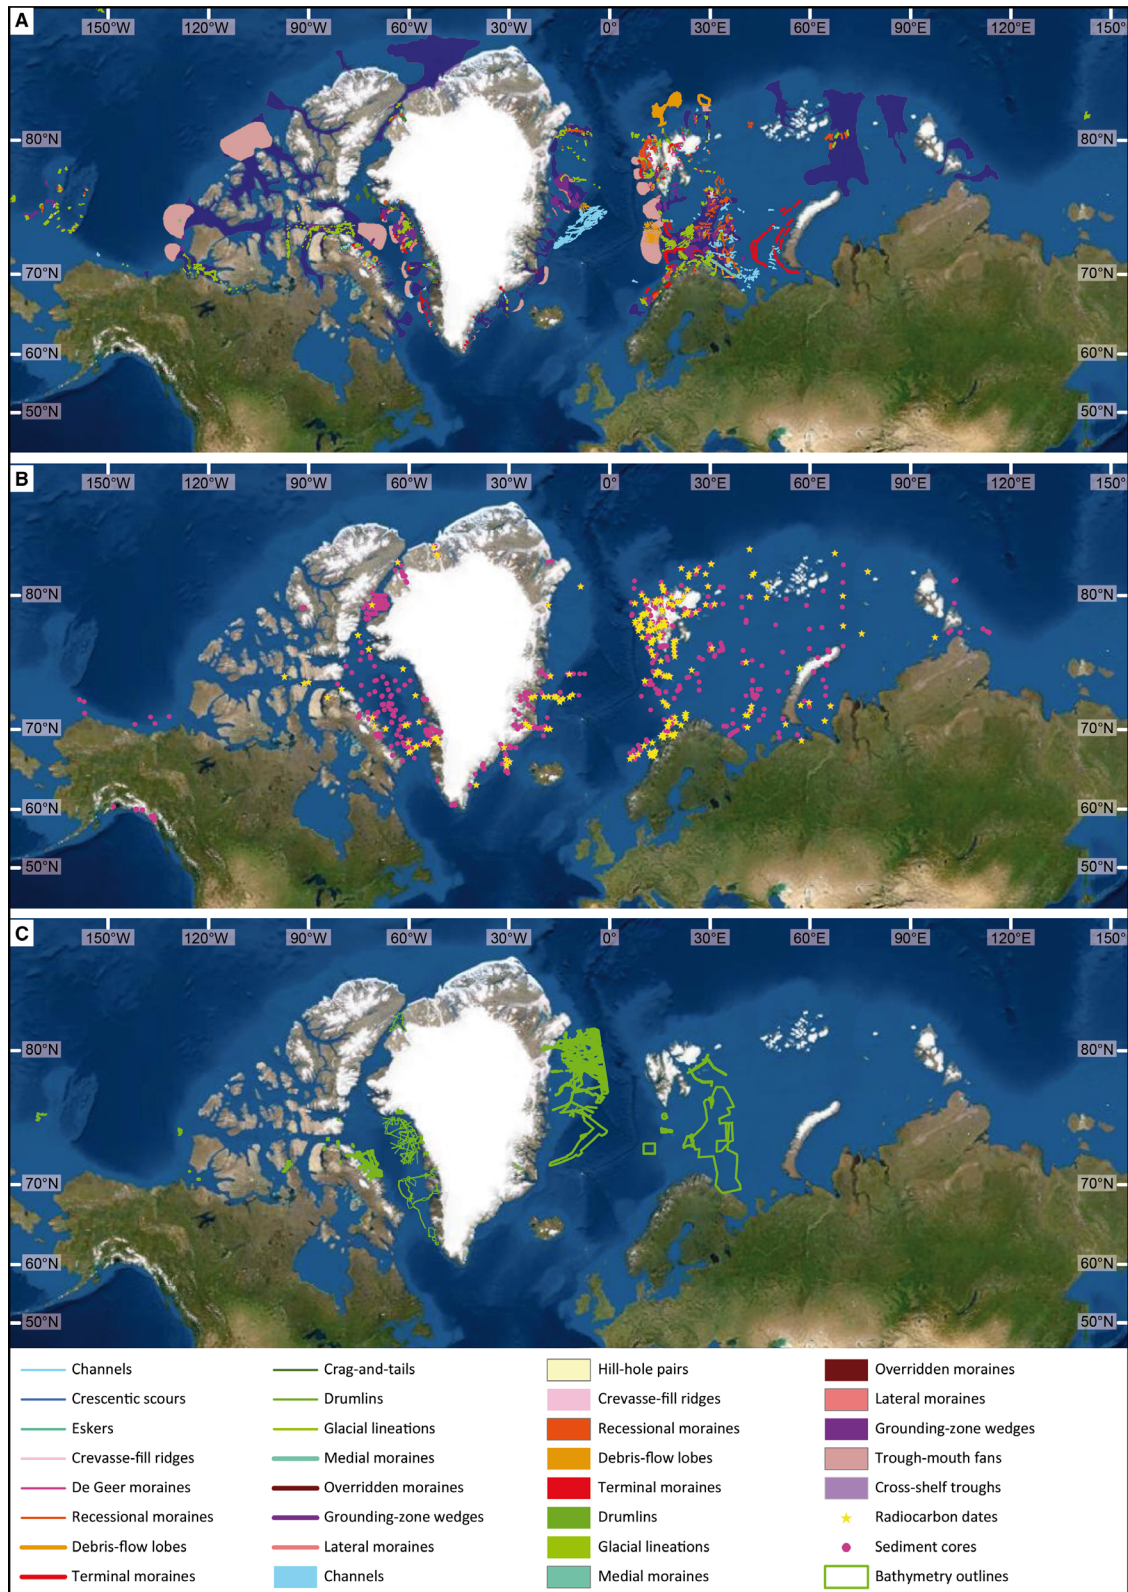 A
150°W 120°W 90°W 60°W 30°W 0° 30°E 60°E 90°E 120°E 150°
80°N 80°N
70°N 70°N
60°N 60°N
50°N 50°N
B
150°W 120°W 90°W 60°W 30°W 0° 30°E 60°E 90°E 120°E 150°
80°N 80°N
70°N 70°N
60°N 60°N
50°N 50°N
C
150°W 120°W 90°W 60°W 30°W 0° 30°E 60°E 90°E 120°E 150°
80°N 80°N
70°N 70°N
60°N 60°N
50°N 50°N
Channels
Crescentic scours
Eskers
Crevasse-fill ridges
De Geer moraines
Recessional moraines
Debris-flow lobes
Terminal moraines
Crag-and-tails
Drumlins
Glacial lineations
Medial moraines
Overridden moraines
Grounding-zone wedges
Lateral moraines
Channels
Hill-hole pairs
Crevasse-fill ridges
Recessional moraines
Debris-flow lobes
Terminal moraines
Drumlins
Glacial lineations
Medial moraines
Overridden moraines
Lateral moraines
Grounding-zone wedges
Trough-mouth fans
Cross-shelf troughs
Radiocarbon dates
Sediment cores
Bathymetry outlines